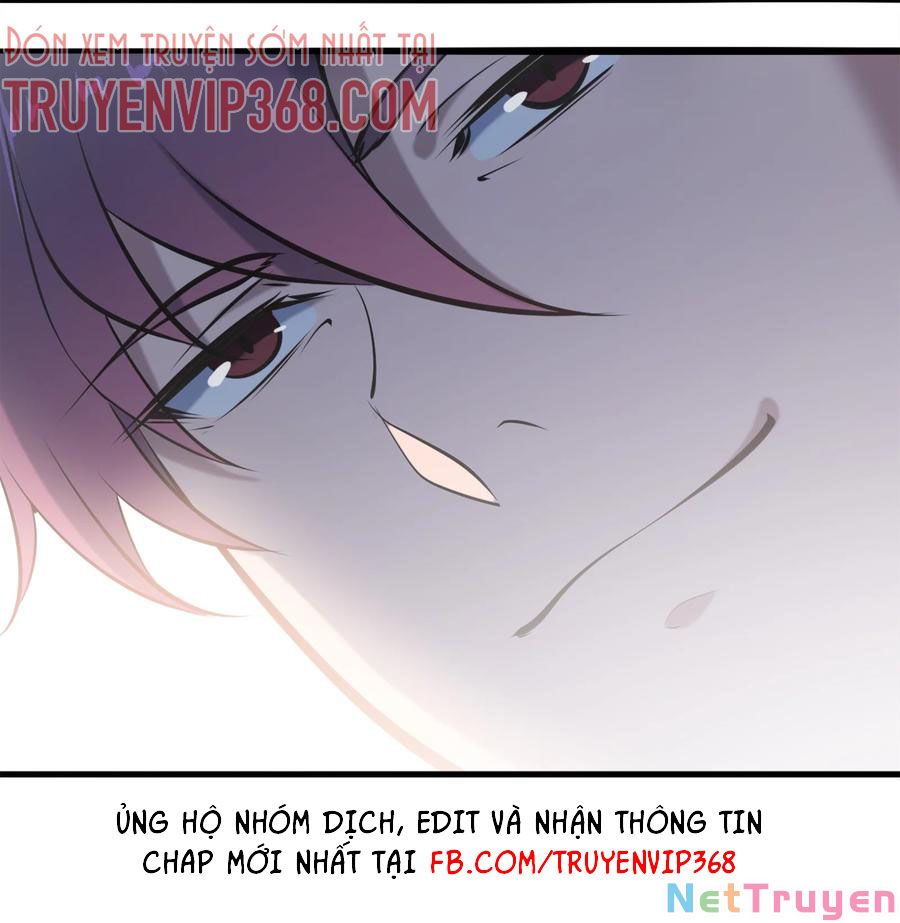 ĐÓN XEM TRUYỆN SỚM NHẤT TẠI
TRUYENVIP368.COM
ỦNG HỘ NHÓM DỊCH, EDIT VÀ NHẬN THÔNG TIN
CHAP MỚI NHẤT TẠI FB.COM/TRUYENVIP368
NetTruyen